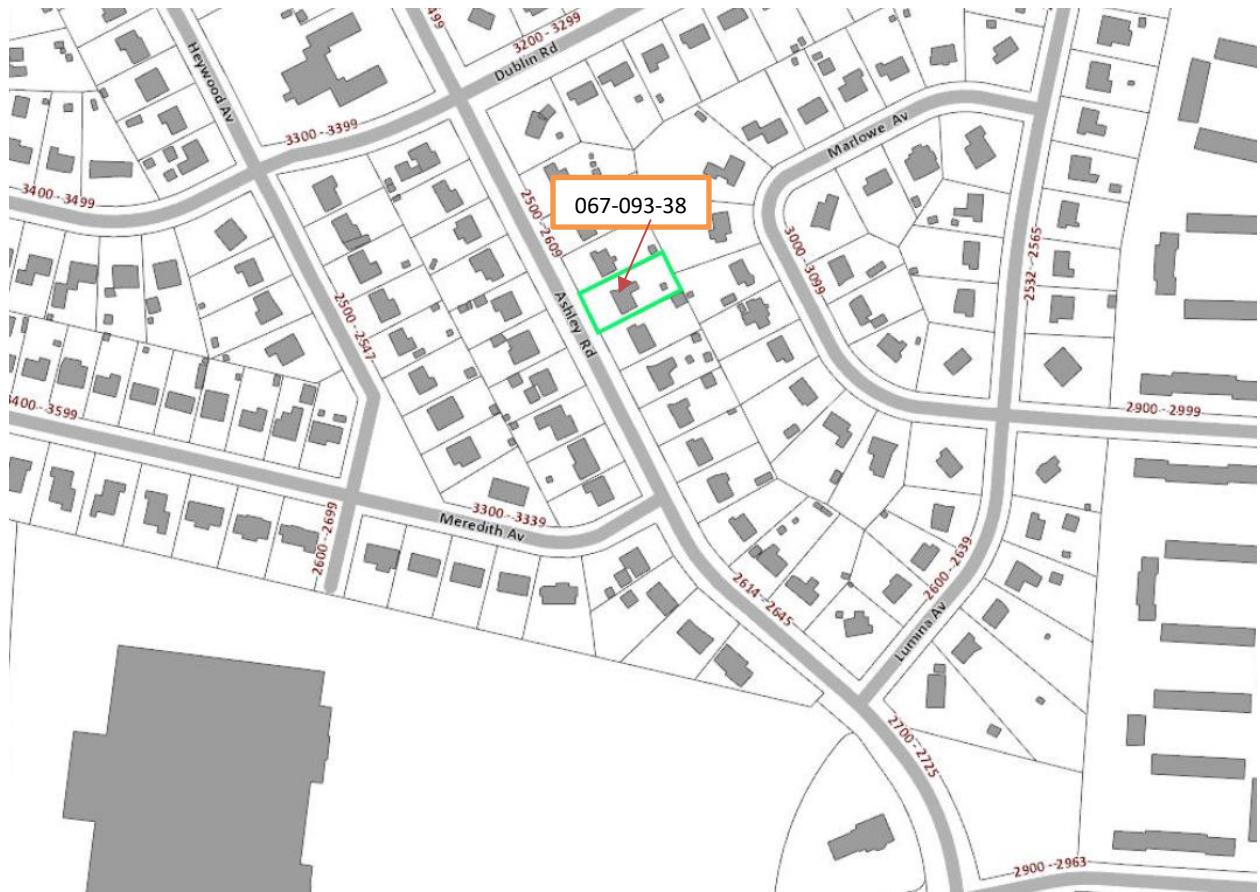 499
3200 - 3299
Dublin Rd
Heywood Av
3300 - 3399
Marlowe Av
3400 - 3499
2500 - 2609
067-093-38
3000 - 3099
2532 - 2565
2500 - 2547
Ashley Rd
2900 - 2999
3400 - 3599
3300 - 3339
Meredith Av
2600 - 2699
2600 - 2639
2614 - 2645
Lumina Av
2700 - 2725
2900 - 2963